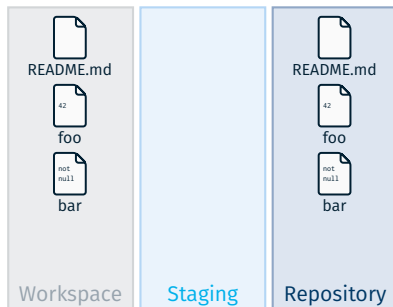 README.md
42
foo
not
null
bar
Workspace
Staging
README.md
42
foo
not
null
bar
Repository